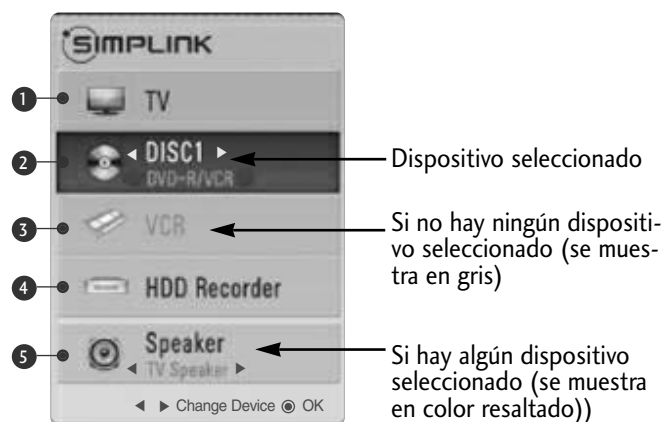 SIMPLINK
1 TV
2 ◄ DISC1 ►
DVD-R/VCR
Dispositivo seleccionado
3 VCR
Si no hay ningún dispositi-
vo seleccionado (se mues-
tra en gris)
4 HDD Recorder
5 Speaker
◄ TV Speaker ►
Si hay algún dispositivo
seleccionado (se muestra
en color resaltado))
◄ ► Change Device ◉ OK